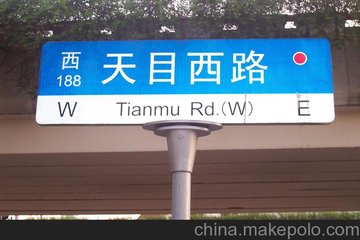 西 天目西路
188
W Tianmu Rd.(W) E
china.makepolo.com